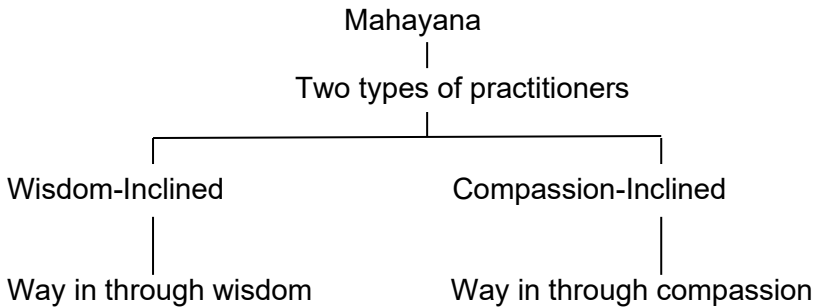 Mahayana
Two types of practitioners
Wisdom-Inclined
Compassion-Inclined
Way in through wisdom
Way in through compassion